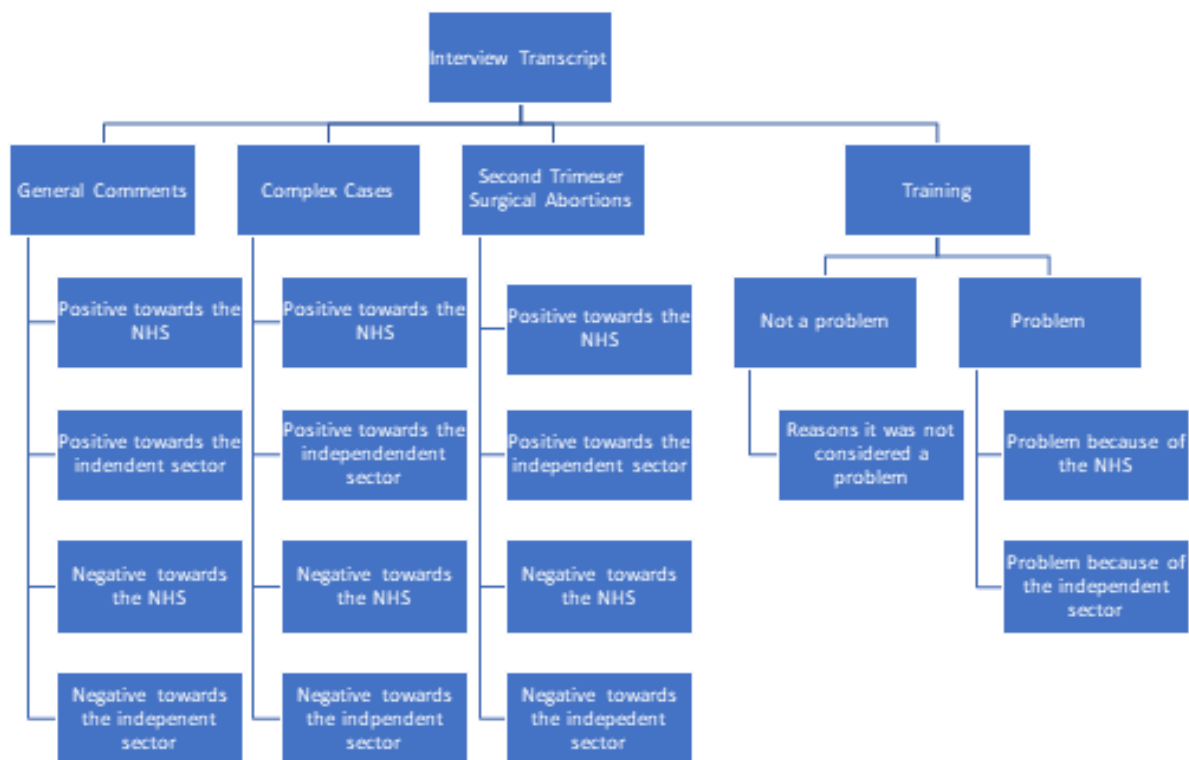 Interview Transcript
General Comments
Complex Cases
Second Trimeser
Surgical Abortions
Training
Positive towards the
NHS
Positive towards the
indendent sector
Negative towards
the NHS
Negative towards
the indepenent
sector
Positive towards the
NHS
Positive towards the
independendent
sector
Negative towards
the NHS
Negative towards
the indpendent
sector
Positive towards the
NHS
Positive towards the
independent sector
Negative towards
the NHS
Negative towards
the indepedent
sector
Not a problem
Reasons it was not
considered a
problem
Problem
Problem because of
the NHS
Problem because of
the independent
sector